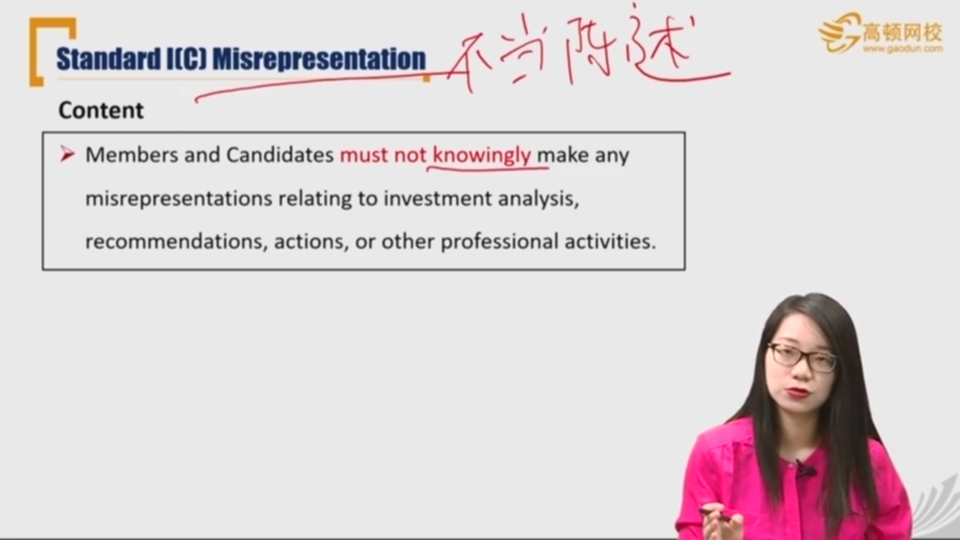 Standard I(C) Misrepresentation 不当陈述
高顿网校
www.gaodun.com
Content
Members and Candidates must not knowingly make any
misrepresentations relating to investment analysis,
recommendations, actions, or other professional activities.